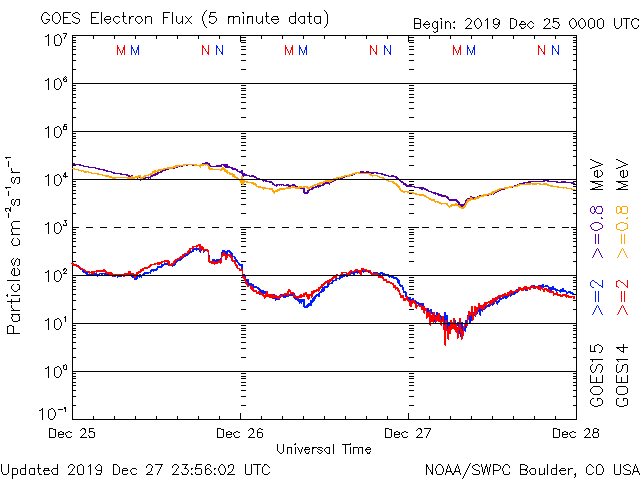 GOES Electron Flux (5 minute data)
Begin: 2019 Dec 25 0000 UTC
M M N N M M N N M M N N
10⁷
10⁶
10⁵
10⁴
10³
10²
10¹
10⁰
10⁻¹
Particles cm⁻²s⁻¹sr⁻¹
Dec 25 Dec 26 Dec 27 Dec 28
Universal Time
GOES15 >=2 >=0.8 MeV
GOES14 >=2 >=0.8 MeV
Updated 2019 Dec 27 23:56:02 UTC
NOAA/SWPC Boulder, CO USA